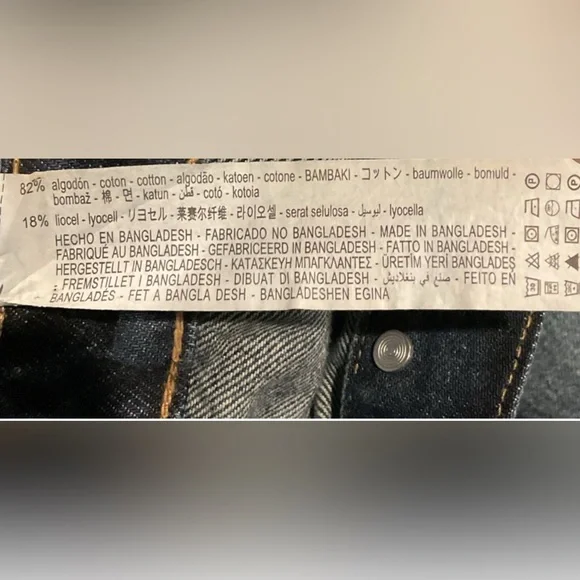 82% algodón - coton - cotton - algodão - katoen - cotone - BAMBAKI - コットン - baumwolle - bomuld -
bombaž - 棉 - 면 - katun - قطن - cotó - kotoia
18% liocel - lyocell - リヨセル - 莱赛尔纤维 - 라이오셀 - serat selulosa - ليوسيل - lyocella
HECHO EN BANGLADESH - FABRICADO NO BANGLADESH - MADE IN BANGLADESH -
FABRIQUÉ AU BANGLADESH - GEFABRICEERD IN BANGLADESH - FATTO IN BANGLADESH -
HERGESTELLT IN BANGLADESCH - ΚΑΤΑΣΚΕΥΗ ΜΠΑΓΚΛΑΝΤΕΣ - ÜRETİM YERİ BANGLADEŞ
- FREMSTILLET I BANGLADESH - DIBUAT DI BANGLADESH - صنع في بنغلاديش - FEITO EN
BANGLADÉS - FET A BANGLA DESH - BANGLADESHEN EGINA